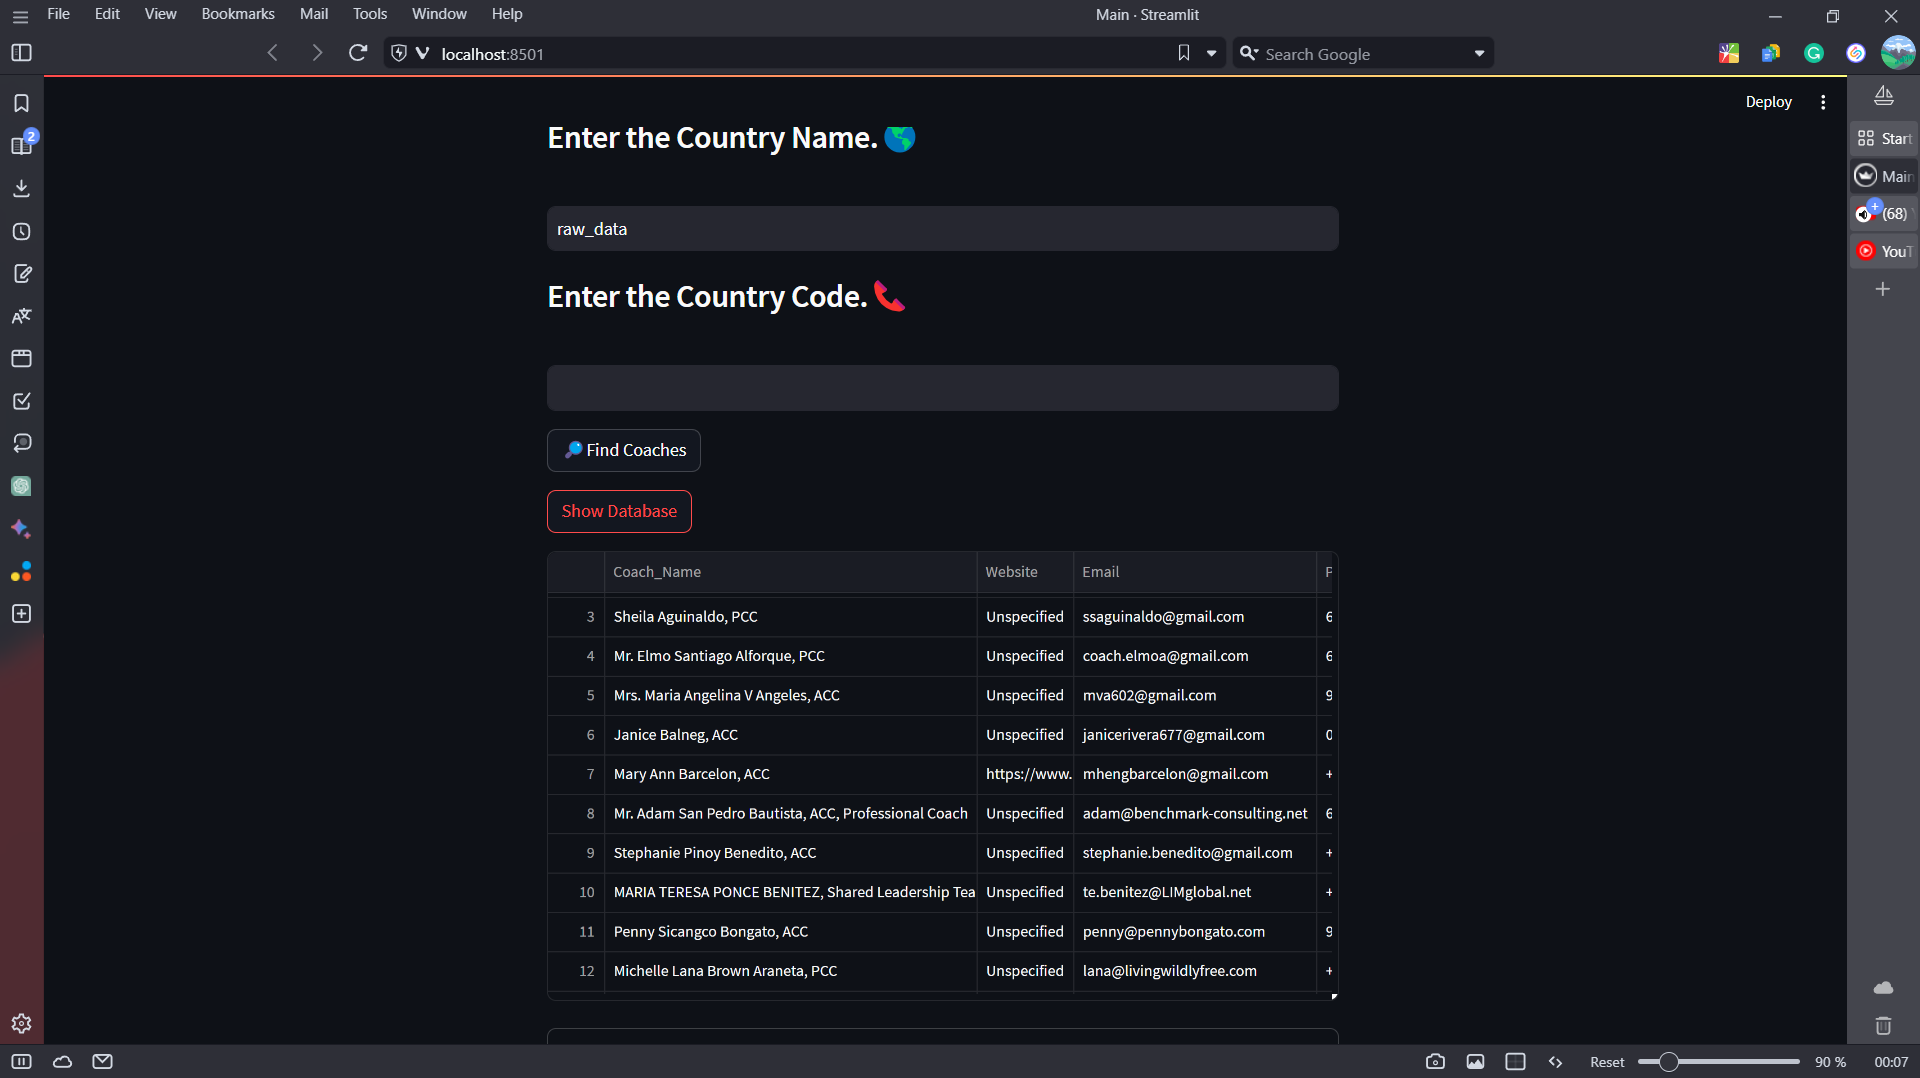 File Edit View Bookmarks Mail Tools Window Help
Main · Streamlit
localhost:8501
Search Google
Deploy
2
Start
Main
(68)
YouT
Enter the Country Name.
raw_data
Enter the Country Code.
Find Coaches
Show Database
Coach_Name Website Email
3 Sheila Aguinaldo, PCC Unspecified ssaguinaldo@gmail.com 6
4 Mr. Elmo Santiago Alforque, PCC Unspecified coach.elmoa@gmail.com 6
5 Mrs. Maria Angelina V Angeles, ACC Unspecified mva602@gmail.com 9
6 Janice Balneg, ACC Unspecified janicerivera677@gmail.com 0
7 Mary Ann Barcelon, ACC https://www. mhengbarcelon@gmail.com +
8 Mr. Adam San Pedro Bautista, ACC, Professional Coach Unspecified adam@benchmark-consulting.net 6
9 Stephanie Pinoy Benedito, ACC Unspecified stephanie.benedito@gmail.com +
10 MARIA TERESA PONCE BENITEZ, Shared Leadership Tea Unspecified te.benitez@LIMglobal.net +
11 Penny Sicangco Bongato, ACC Unspecified penny@pennybongato.com 9
12 Michelle Lana Brown Araneta, PCC Unspecified lana@livingwildlyfree.com +
Reset 90 % 00:07